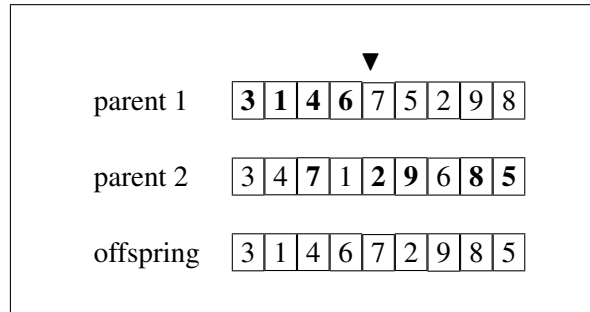 ▼
parent 1 3 1 4 6 7 5 2 9 8
parent 2 3 4 7 1 2 9 6 8 5
offspring 3 1 4 6 7 2 9 8 5